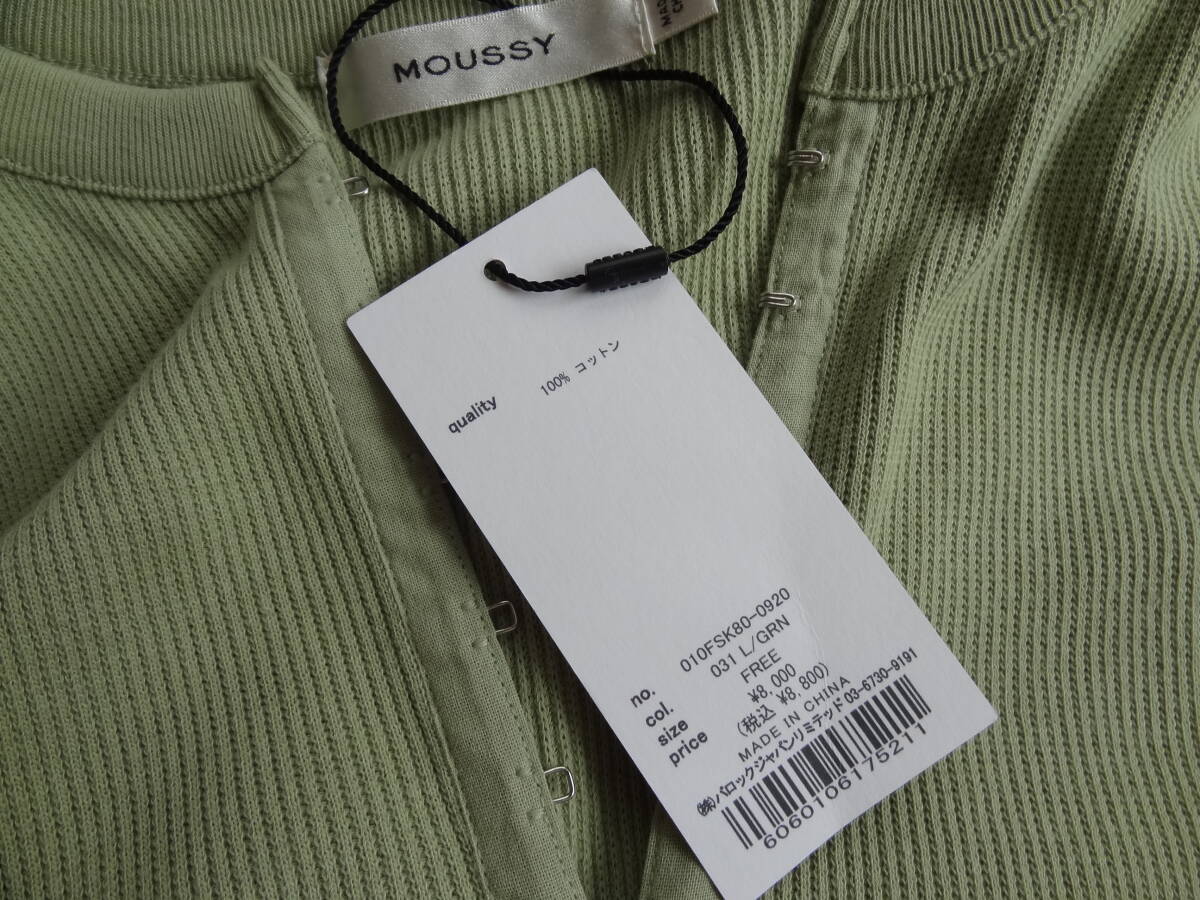 MOUSSY
quality 100% コットン
no. 010FSK80-0920
col. 031 L/GRN
size FREE
price ¥8,000
(税込 ¥8,800)
MADE IN CHINA
㈱バロックジャパンリミテッド 03-6730-9191
6060106175211